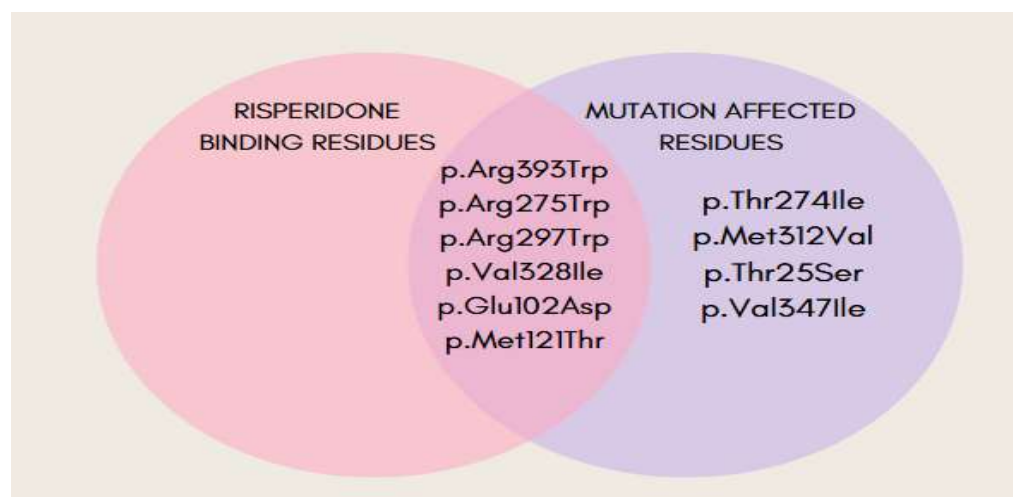 RISPERIDONE
BINDING RESIDUES
MUTATION AFFECTED
RESIDUES
p.Arg393Trp
p.Arg275Trp
p.Arg297Trp
p.Val328Ile
p.Glu102Asp
p.Met121Thr
p.Thr274Ile
p.Met312Val
p.Thr25Ser
p.Val347Ile